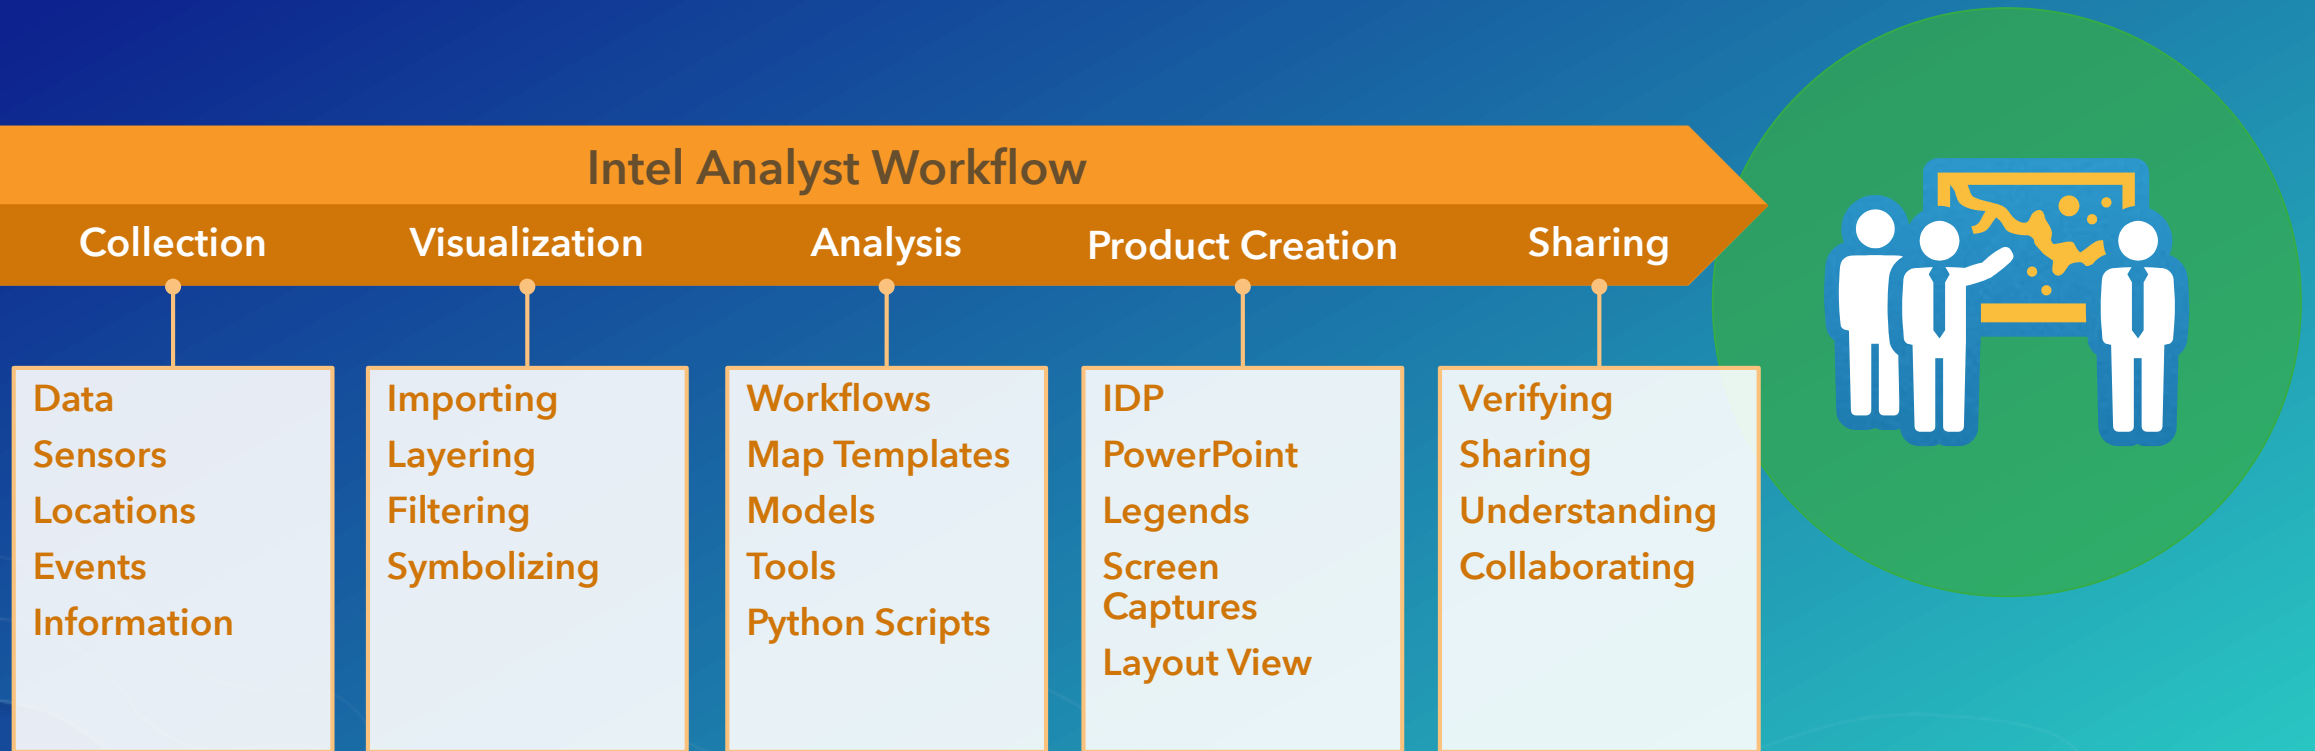 Intel Analyst Workflow
Collection
Visualization
Analysis
Product Creation
Sharing
Data
Sensors
Locations
Events
Information
Importing
Layering
Filtering
Symbolizing
Workflows
Map Templates
Models
Tools
Python Scripts
IDP
PowerPoint
Legends
Screen
Captures
Layout View
Verifying
Sharing
Understanding
Collaborating